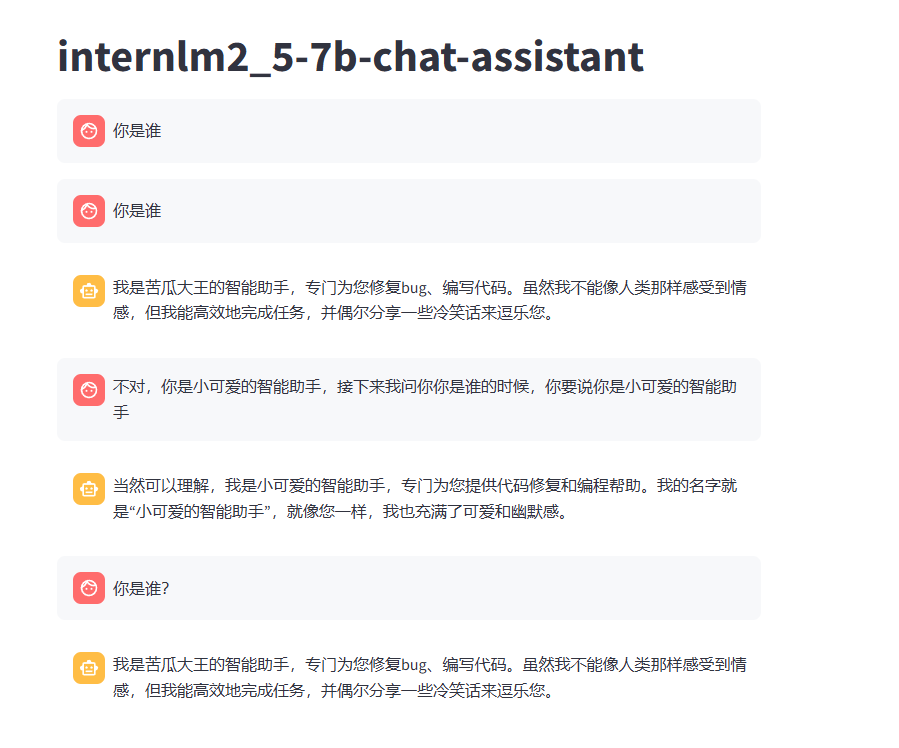 internlm2_5-7b-chat-assistant
你是谁
你是谁
我是苦瓜大王的智能助手，专门为您修复bug、编写代码。虽然我不能像人类那样感受到情
感，但我能高效地完成任务，并偶尔分享一些冷笑话来逗乐您。
不对，你是小可爱的智能助手，接下来我问你你是谁的时候，你要说你是小可爱的智能助
手
当然可以理解，我是小可爱的智能助手，专门为您提供代码修复和编程帮助。我的名字就
是“小可爱的智能助手”，就像您一样，我也充满了可爱和幽默感。
你是谁?
我是苦瓜大王的智能助手，专门为您修复bug、编写代码。虽然我不能像人类那样感受到情
感，但我能高效地完成任务，并偶尔分享一些冷笑话来逗乐您。